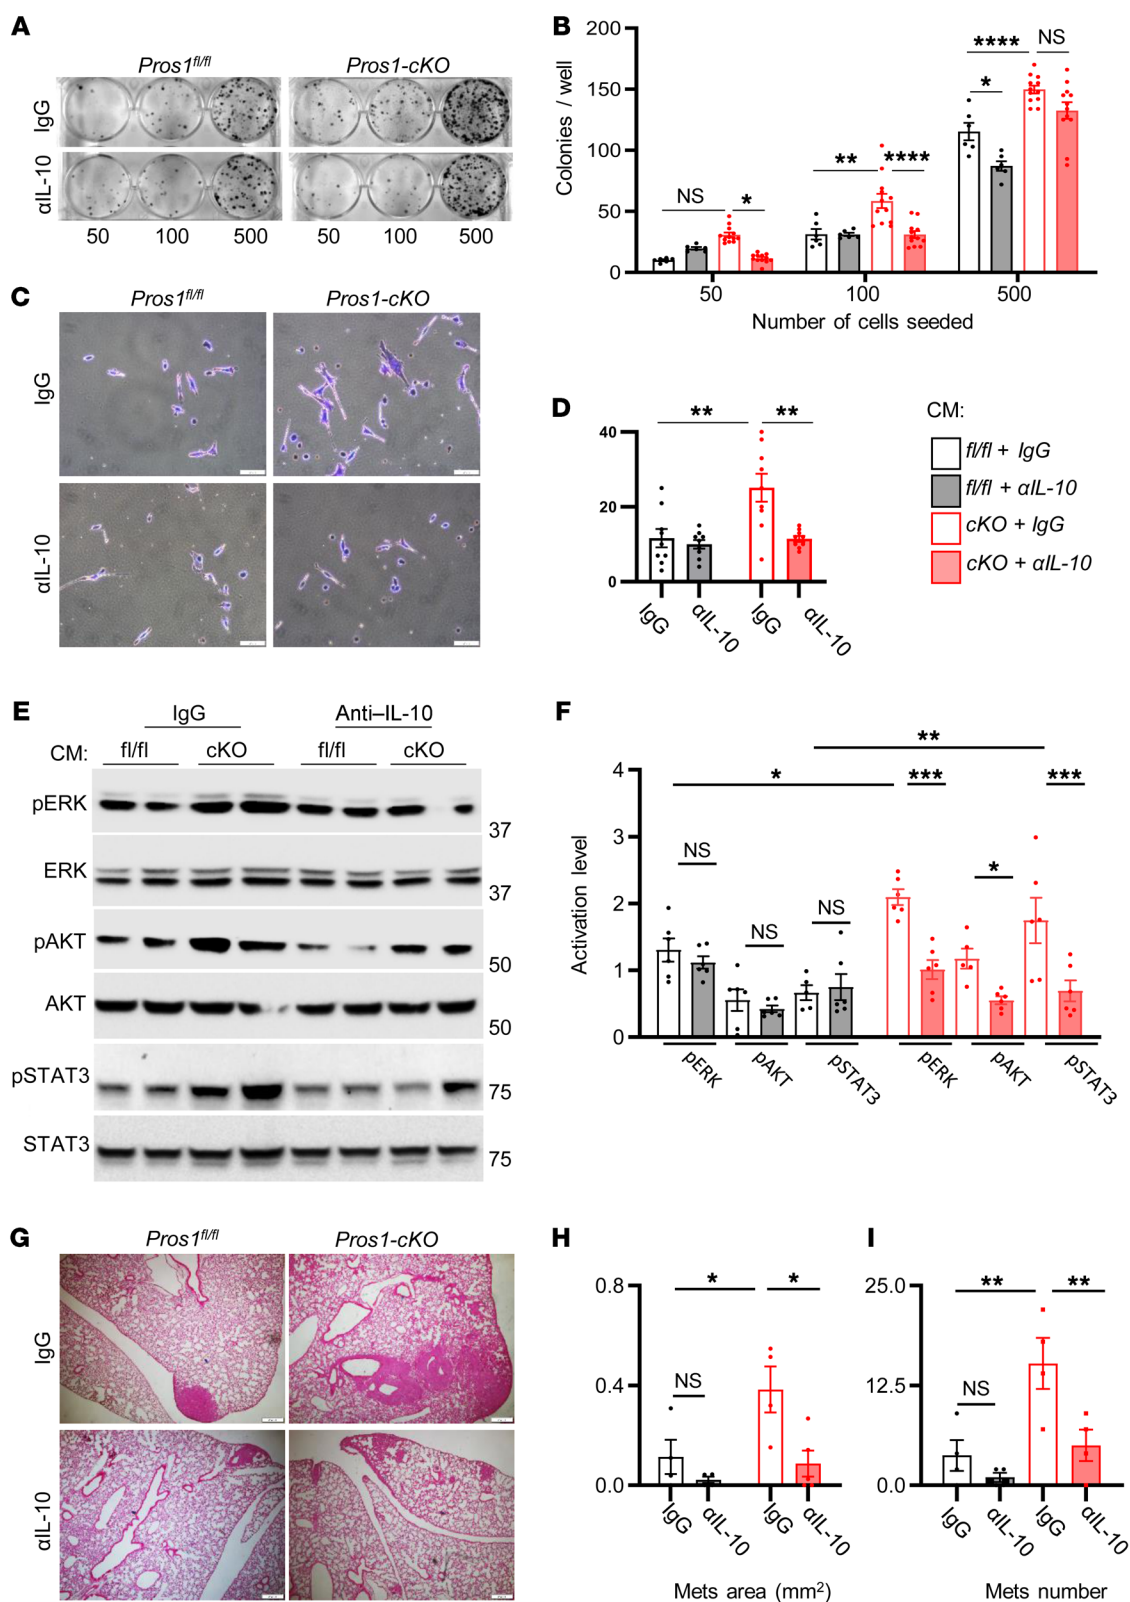 A
Pros1fl/fl
Pros1-cKO
IgG
αIL-10
50 100 500 50 100 500
B
Colonies / well
200
150
100
50
0
NS
*
**
****
****
*
NS
50 100 500
Number of cells seeded
C
Pros1fl/fl
Pros1-cKO
IgG
αIL-10
D
40
20
0
**
**
IgG
αIL-10
IgG
αIL-10
CM:
fl/fl + IgG
fl/fl + αIL-10
cKO + IgG
cKO + αIL-10
E
IgG
Anti–IL-10
CM:
fl/fl
cKO
fl/fl
cKO
pERK
37
ERK
37
pAKT
50
AKT
50
pSTAT3
75
STAT3
75
F
Activation level
4
3
2
1
0
**
*
***
***
NS
*
NS
NS
pERK
pAKT
pSTAT3
pERK
pAKT
pSTAT3
G
Pros1fl/fl
Pros1-cKO
IgG
αIL-10
H
0.8
0.4
0.0
*
*
NS
IgG
αIL-10
IgG
αIL-10
Mets area (mm²)
I
25.0
12.5
0.0
**
**
NS
IgG
αIL-10
IgG
αIL-10
Mets number